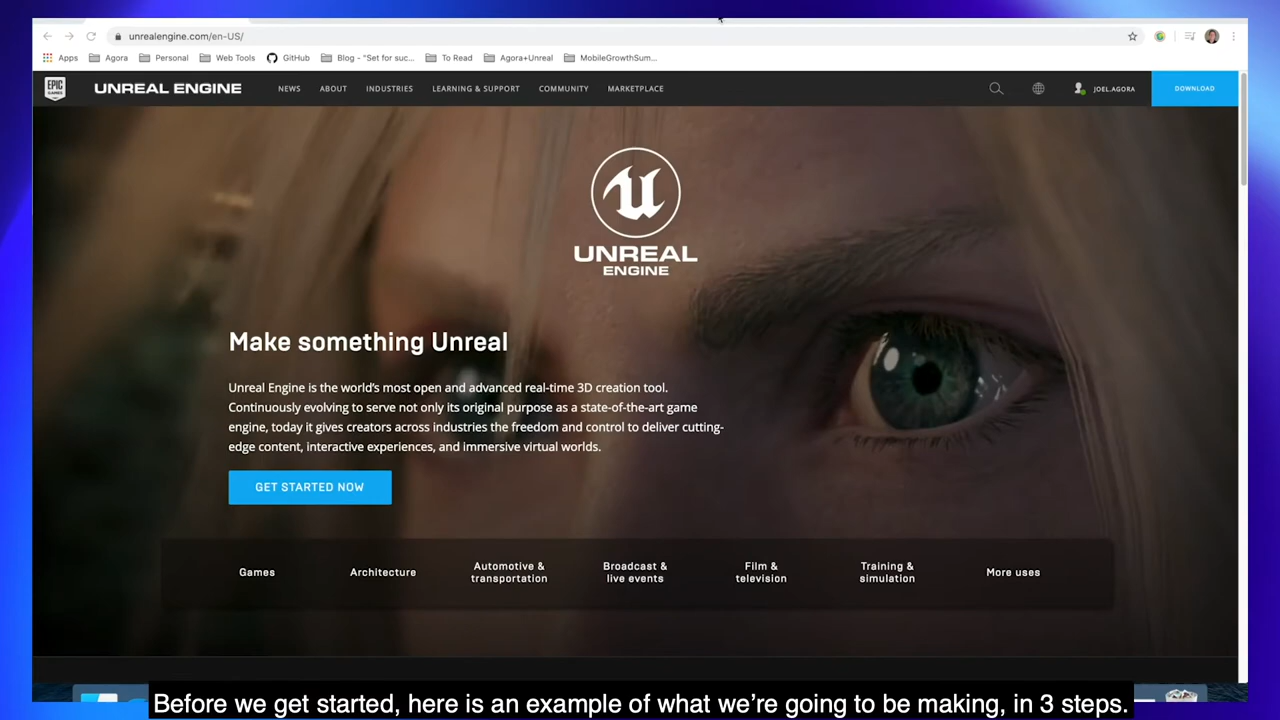 unrealengine.com/en-US/
Apps Agora Personal Web Tools GitHub Blog - "Set for suc... To Read Agora+Unreal MobileGrowthSum...
EPIC GAMES UNREAL ENGINE NEWS ABOUT INDUSTRIES LEARNING & SUPPORT COMMUNITY MARKETPLACE JOEL.AGORA DOWNLOAD
UNREAL
ENGINE
Make something Unreal
Unreal Engine is the world's most open and advanced real-time 3D creation tool.
Continuously evolving to serve not only its original purpose as a state-of-the-art game
engine, today it gives creators across industries the freedom and control to deliver cutting-
edge content, interactive experiences, and immersive virtual worlds.
GET STARTED NOW
Games
Architecture
Automotive &
transportation
Broadcast &
live events
Film &
television
Training &
simulation
More uses
Before we get started, here is an example of what we're going to be making, in 3 steps.